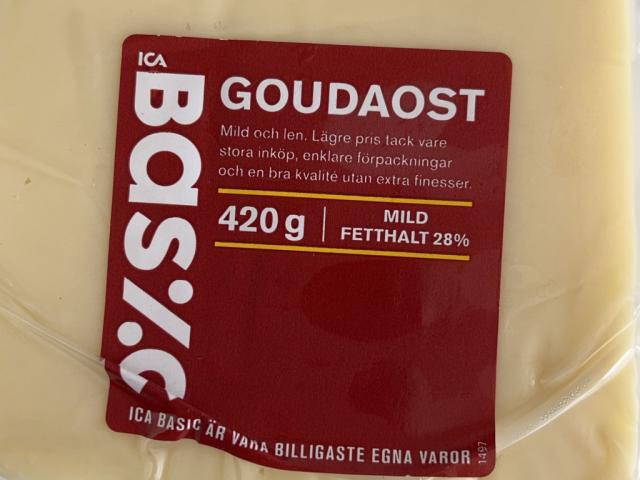 ICA
Basic
GOUDAOST
Mild och len. Lägre pris tack vare
stora inköp, enklare förpackningar
och en bra kvalité utan extra finesser.
420 g
MILD
FETTHALT 28%
ICA BASIC ÄR VÅRA BILLIGASTE EGNA VAROR
1497